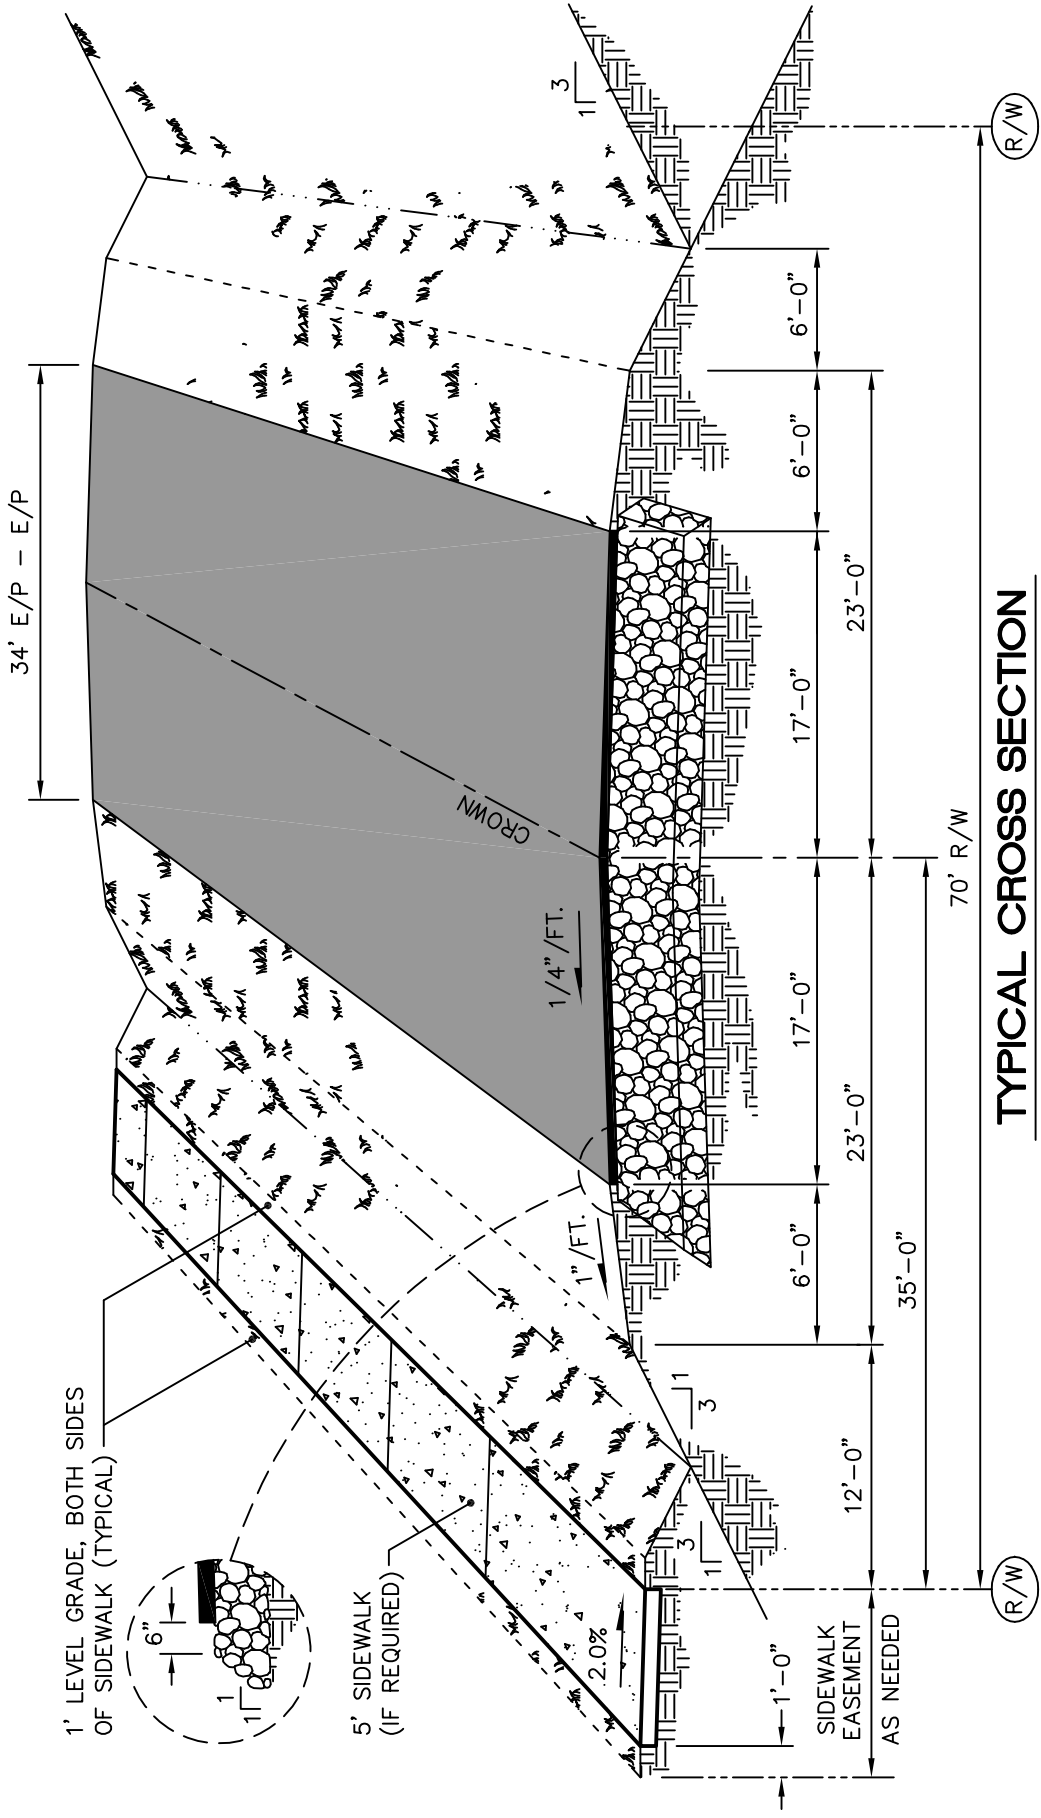 1' LEVEL GRADE, BOTH SIDES
OF SIDEWALK (TYPICAL)
34' E/P - E/P
6"
1
1
5' SIDEWALK
(IF REQUIRED)
CROWN
1/4"/FT.
1"/FT.
2.0%
3
1
3
1
3
1
1'-0"
6'-0"
17'-0"
17'-0"
6'-0"
6'-0"
SIDEWALK
EASEMENT
AS NEEDED
12'-0"
23'-0"
23'-0"
35'-0"
70' R/W
R/W
R/W
TYPICAL CROSS SECTION